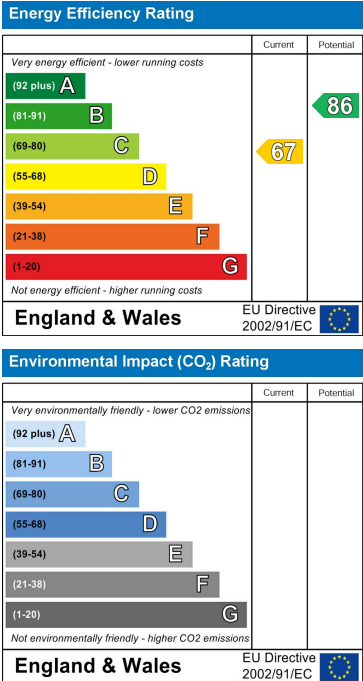 Energy Efficiency Rating
Current Potential
Very energy efficient - lower running costs
(92 plus) A
(81-91) B
(69-80) C
(55-68) D
(39-54) E
(21-38) F
(1-20) G
67
86
Not energy efficient - higher running costs
England & Wales
EU Directive
2002/91/EC
Environmental Impact (CO₂) Rating
Current Potential
Very environmentally friendly - lower CO2 emissions
(92 plus) A
(81-91) B
(69-80) C
(55-68) D
(39-54) E
(21-38) F
(1-20) G
Not environmentally friendly - higher CO2 emissions
England & Wales
EU Directive
2002/91/EC